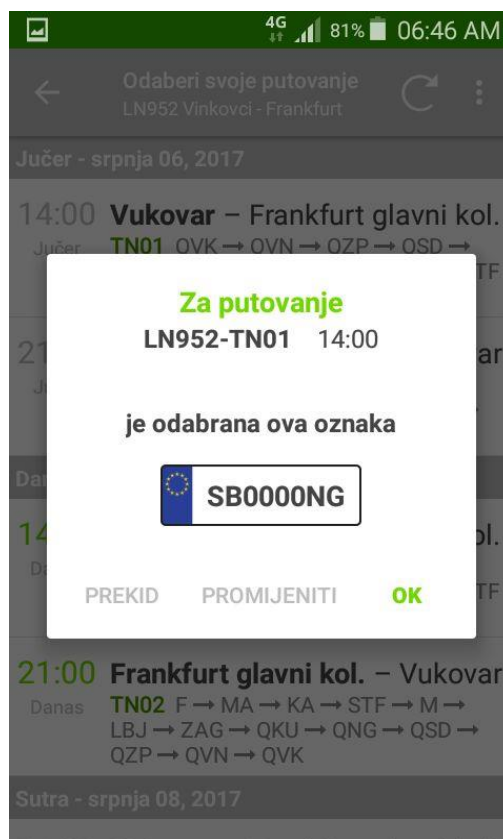 4G 81% 06:46 AM
Odaberi svoje putovanje
LN952 Vinkovci - Frankfurt
Jučer - srpnja 06, 2017
14:00 Vukovar – Frankfurt glavni kol.
Jučer TN01 QVK → QVN → QZP → QSD →
TF
Za putovanje
LN952-TN01 14:00
je odabrana ova oznaka
SB0000NG
PREKID PROMIJENITI OK
21:00 Frankfurt glavni kol. – Vukovar
Danas TN02 F → MA → KA → STF → M →
LBJ → ZAG → QKU → QNG → QSD →
QZP → QVN → QVK
Sutra - srpnja 08, 2017